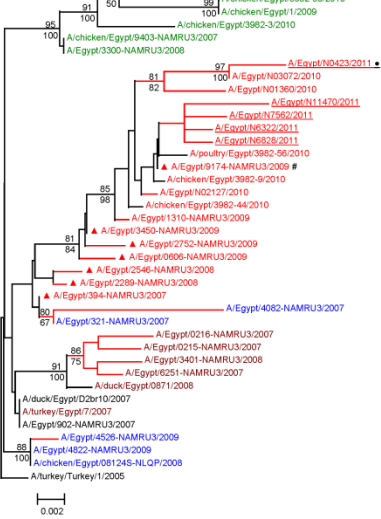 50
99
100
A/chicken/Egypt/1/2009
91
100
A/chicken/Egypt/3982-3/2010
95
100
A/chicken/Egypt/9403-NAMRU3/2007
A/Egypt/3300-NAMRU3/2008
97
100
A/Egypt/N0423/2011 ●
81
82
A/Egypt/N03072/2010
A/Egypt/N01360/2010
A/Egypt/N11470/2011
A/Egypt/N7562/2011
A/Egypt/N6322/2011
A/Egypt/N6828/2011
A/poultry/Egypt/3982-56/2010
▲ A/Egypt/9174-NAMRU3/2009 #
A/chicken/Egypt/3982-9/2010
85
98
A/Egypt/N02127/2010
A/chicken/Egypt/3982-44/2010
A/Egypt/1310-NAMRU3/2009
▲ A/Egypt/3450-NAMRU3/2009
81
84
▲ A/Egypt/2752-NAMRU3/2009
▲ A/Egypt/0606-NAMRU3/2009
▲ A/Egypt/2546-NAMRU3/2008
▲ A/Egypt/2289-NAMRU3/2008
▲ A/Egypt/394-NAMRU3/2007
80
67
A/Egypt/4082-NAMRU3/2007
A/Egypt/321-NAMRU3/2007
A/Egypt/0216-NAMRU3/2007
86
75
A/Egypt/0215-NAMRU3/2007
A/Egypt/3401-NAMRU3/2008
91
100
A/Egypt/6251-NAMRU3/2007
A/duck/Egypt/0871/2008
A/duck/Egypt/D2br10/2007
A/turkey/Egypt/7/2007
A/Egypt/902-NAMRU3/2007
A/Egypt/4526-NAMRU3/2009
88
100
A/Egypt/4822-NAMRU3/2009
A/chicken/Egypt/08124S-NLQP/2008
A/turkey/Turkey/1/2005
0.002